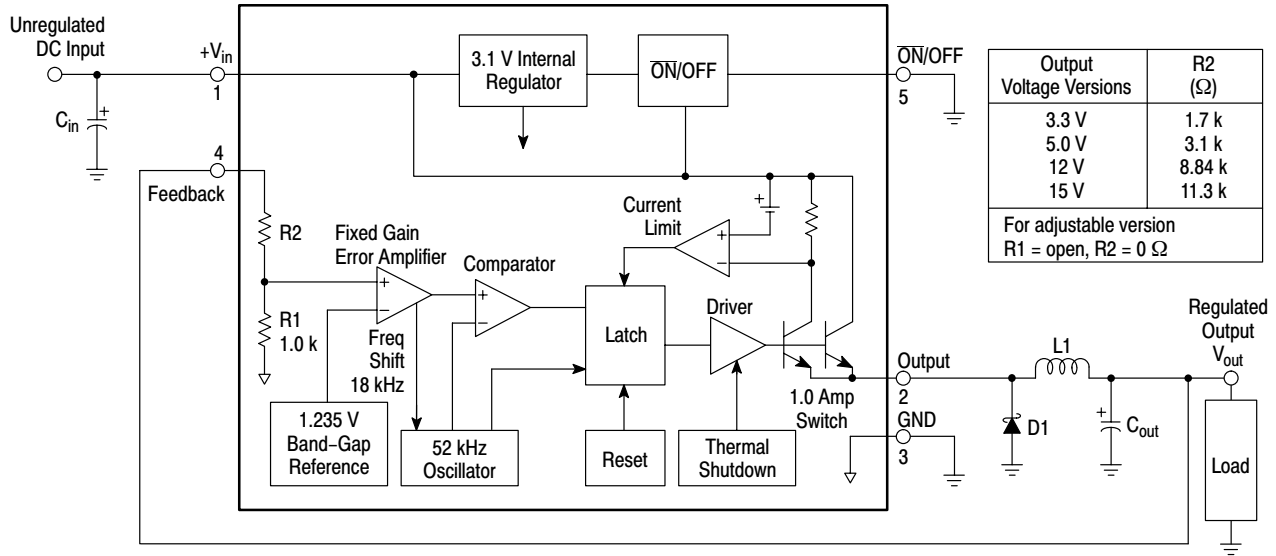 Unregulated
DC Input
+Vin
1
Cin
4
Feedback
3.1 V Internal
Regulator
ON/OFF
ON/OFF
5
Output
Voltage Versions
R2
(Ω)
3.3 V
1.7 k
5.0 V
3.1 k
12 V
8.84 k
15 V
11.3 k
For adjustable version
R1 = open, R2 = 0 Ω
R2
Fixed Gain
Error Amplifier
Comparator
Current
Limit
+
+
−
+
−
+
−
R1
1.0 k
Freq
Shift
18 kHz
Latch
Driver
1.0 Amp
Switch
Output
2
GND
3
L1
D1
+
Cout
Regulated
Output
Vout
Load
1.235 V
Band−Gap
Reference
52 kHz
Oscillator
Reset
Thermal
Shutdown
+